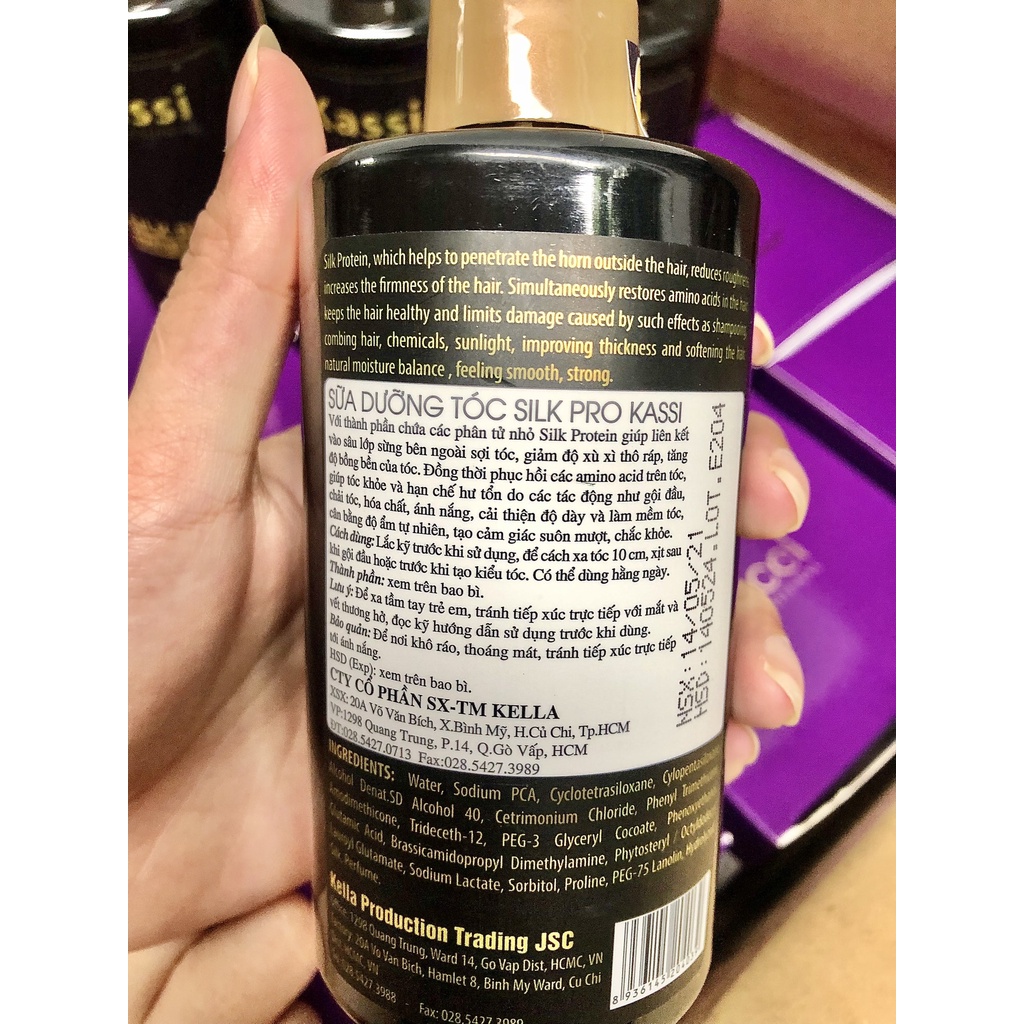 Kassi
Silk Protein, which helps to penetrate the horn outside the hair, reduces roughness
increases the firmness of the hair. Simultaneously restores amino acids in the hair
keeps the hair healthy and limits damage caused by such effects as shampooing
combing hair, chemicals, sunlight, improving thickness and softening the hair
natural moisture balance , feeling smooth, strong.
SỮA DƯỠNG TÓC SILK PRO KASSI
Với thành phần chứa các phân tử nhỏ Silk Protein giúp liên kết
vào sâu lớp sừng bên ngoài sợi tóc, giảm độ xù xì thô ráp, tăng
độ bồng bền của tóc. Đồng thời phục hồi các amino acid trên tóc,
giúp tóc khỏe và hạn chế hư tổn do các tác động như gội đầu,
chải tóc, hóa chất, ánh nắng, cải thiện độ dày và làm mềm tóc,
cân bằng độ ẩm tự nhiên, tạo cảm giác suôn mượt, chắc khỏe.
Cách dùng: Lắc kỹ trước khi sử dụng, để cách xa tóc 10 cm, xịt sau
khi gội đầu hoặc trước khi tạo kiểu tóc. Có thể dùng hằng ngày.
Thành phần: xem trên bao bì.
Lưu ý: Để xa tầm tay trẻ em, tránh tiếp xúc trực tiếp với mắt và
vết thương hở, đọc kỹ hướng dẫn sử dụng trước khi dùng.
Bảo quản: Để nơi khô ráo, thoáng mát, tránh tiếp xúc trực tiếp
tới ánh nắng.
HSD (Exp): xem trên bao bì.
CTY CỔ PHẦN SX-TM KELLA
XSX: 20A Võ Văn Bích, X.Bình Mỹ, H.Củ Chi, Tp.HCM
VP:1298 Quang Trung, P.14, Q.Gò Vấp, HCM
ĐT:028.5427.0713 Fax:028.5427.3989
NSX: 14/05/21
HSD: 140524.LOT.E204
INGREDIENTS: Water, Sodium PCA, Cyclotetrasiloxane, Cylopentasiloxane,
Alcohol Denat.SD Alcohol 40, Cetrimonium Chloride, Phenyl
Amodimethicone, Trideceth-12, PEG-3 Glyceryl Cocoate,
Glutamic Acid, Brassicamidopropyl Dimethylamine, Phytosteryl /
Lauroyl Glutamate, Sodium Lactate, Sorbitol, Proline, PEG-75 Lanolin,
Silk, Perfume.
Kella Production Trading JSC
Office: 1298 Quang Trung, Ward 14, Go Vap Dist, HCMC, VN
20A Vo Van Bich, Hamlet 8, Binh My Ward, Cu Chi
HCMC, VN
028 5427 3988 - Fax: 028.5427 3989